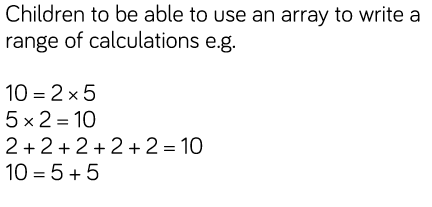 Children to be able to use an array to write a
range of calculations e.g.
10 = 2 × 5
5 × 2 = 10
2 + 2 + 2 + 2 + 2 = 10
10 = 5 + 5